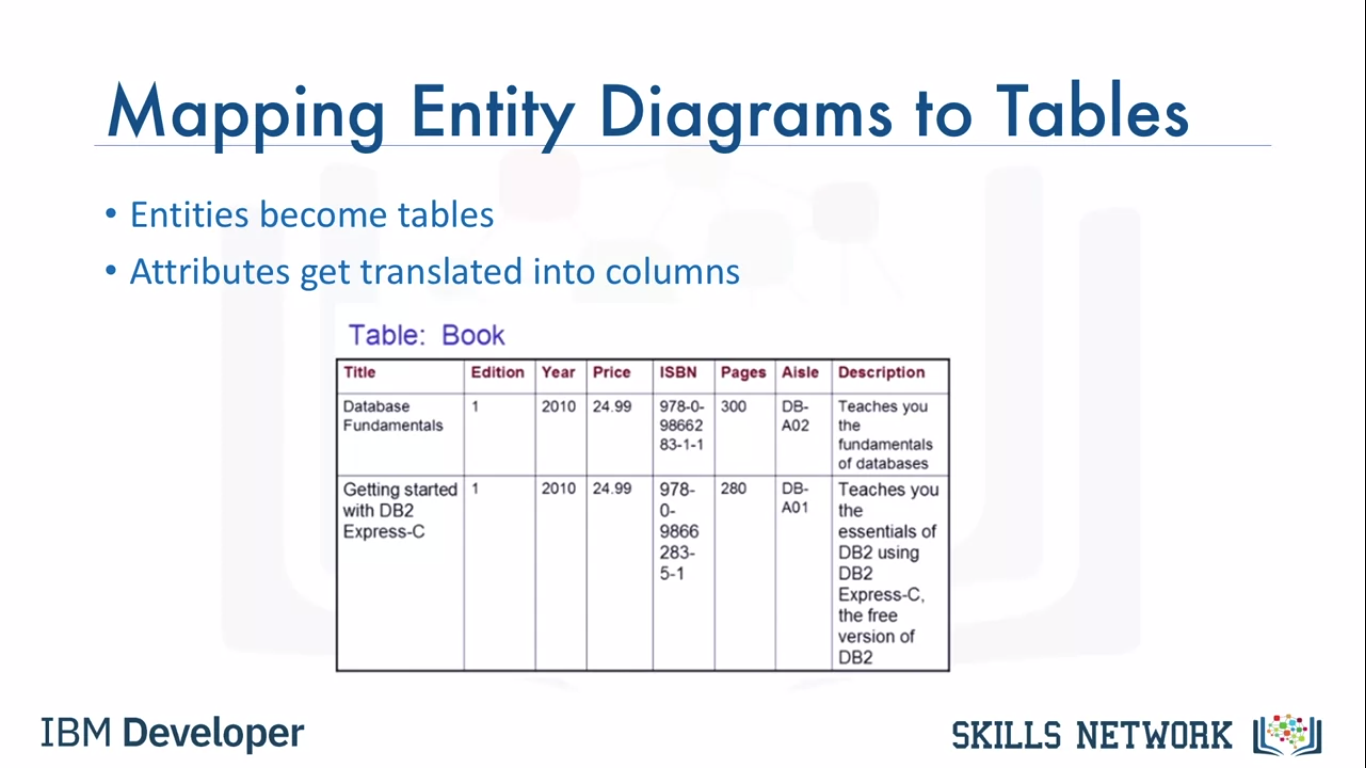 Mapping Entity Diagrams to Tables
• Entities become tables
• Attributes get translated into columns
Table: Book
Title Edition Year Price ISBN Pages Aisle Description
Database 1 2010 24.99 978-0- 300 DB- Teaches you
Fundamentals 98662 A02 the
83-1-1 fundamentals
of databases
Getting started 1 2010 24.99 978- 280 DB- Teaches you
with DB2 0- A01 the
Express-C 9866 essentials of
283- DB2 using
5-1 DB2
Express-C,
the free
version of
DB2
IBM Developer
SKILLS NETWORK